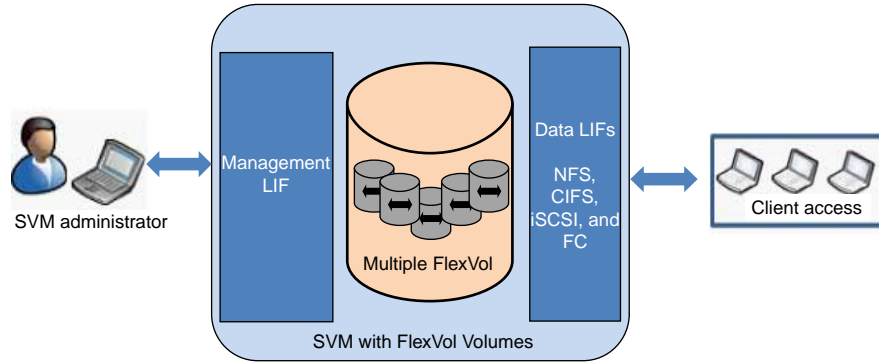 SVM administrator
Management
LIF
Multiple FlexVol
Data LIFs
NFS,
CIFS,
iSCSI, and
FC
Client access
SVM with FlexVol Volumes